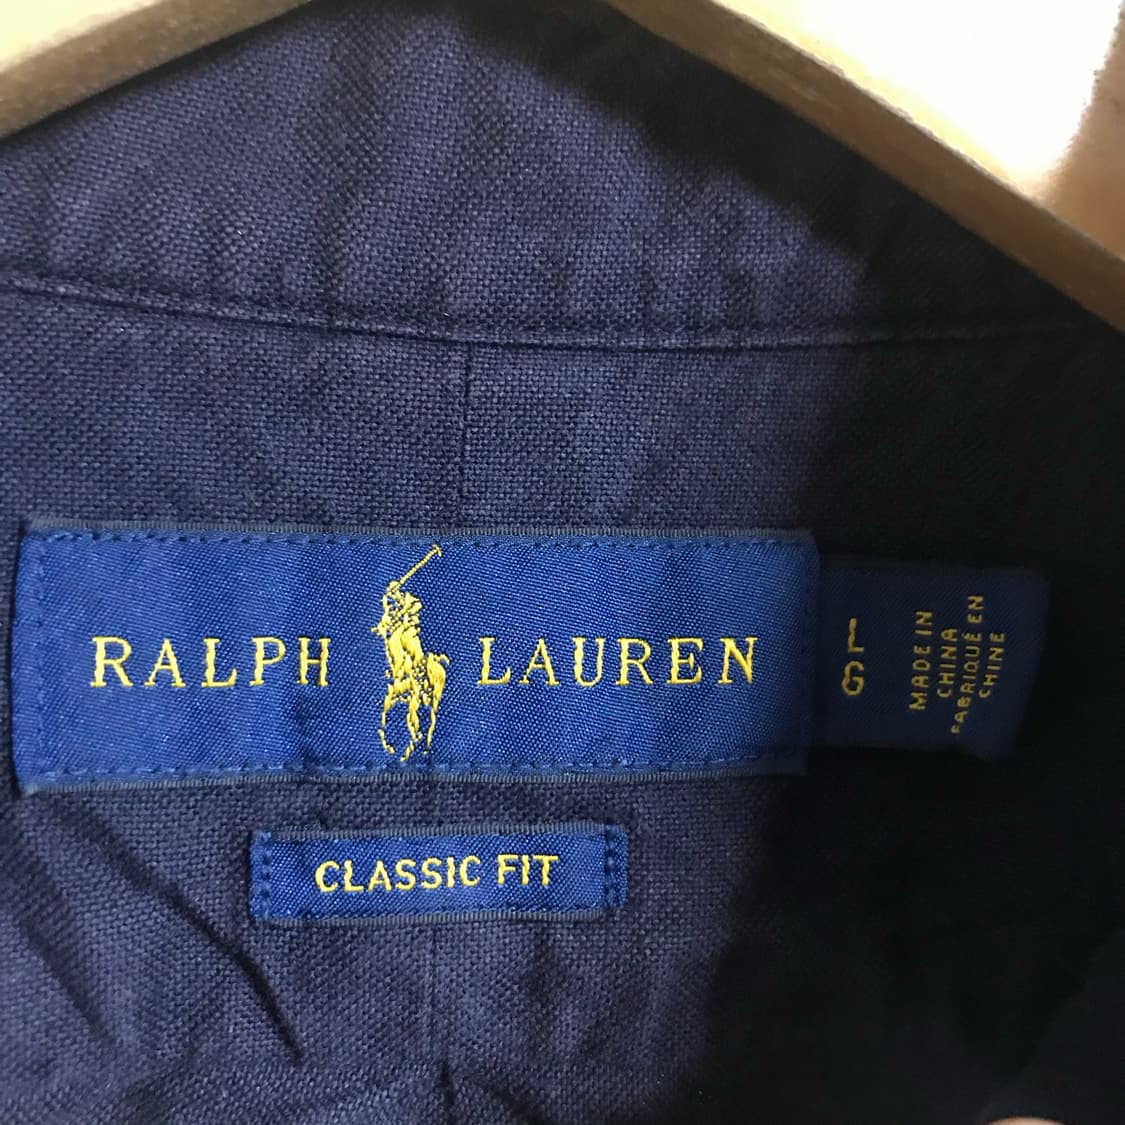 RALPH LAUREN
L
G
MADE IN
CHINA
FABRIQUÉ EN
CHINE
CLASSIC FIT